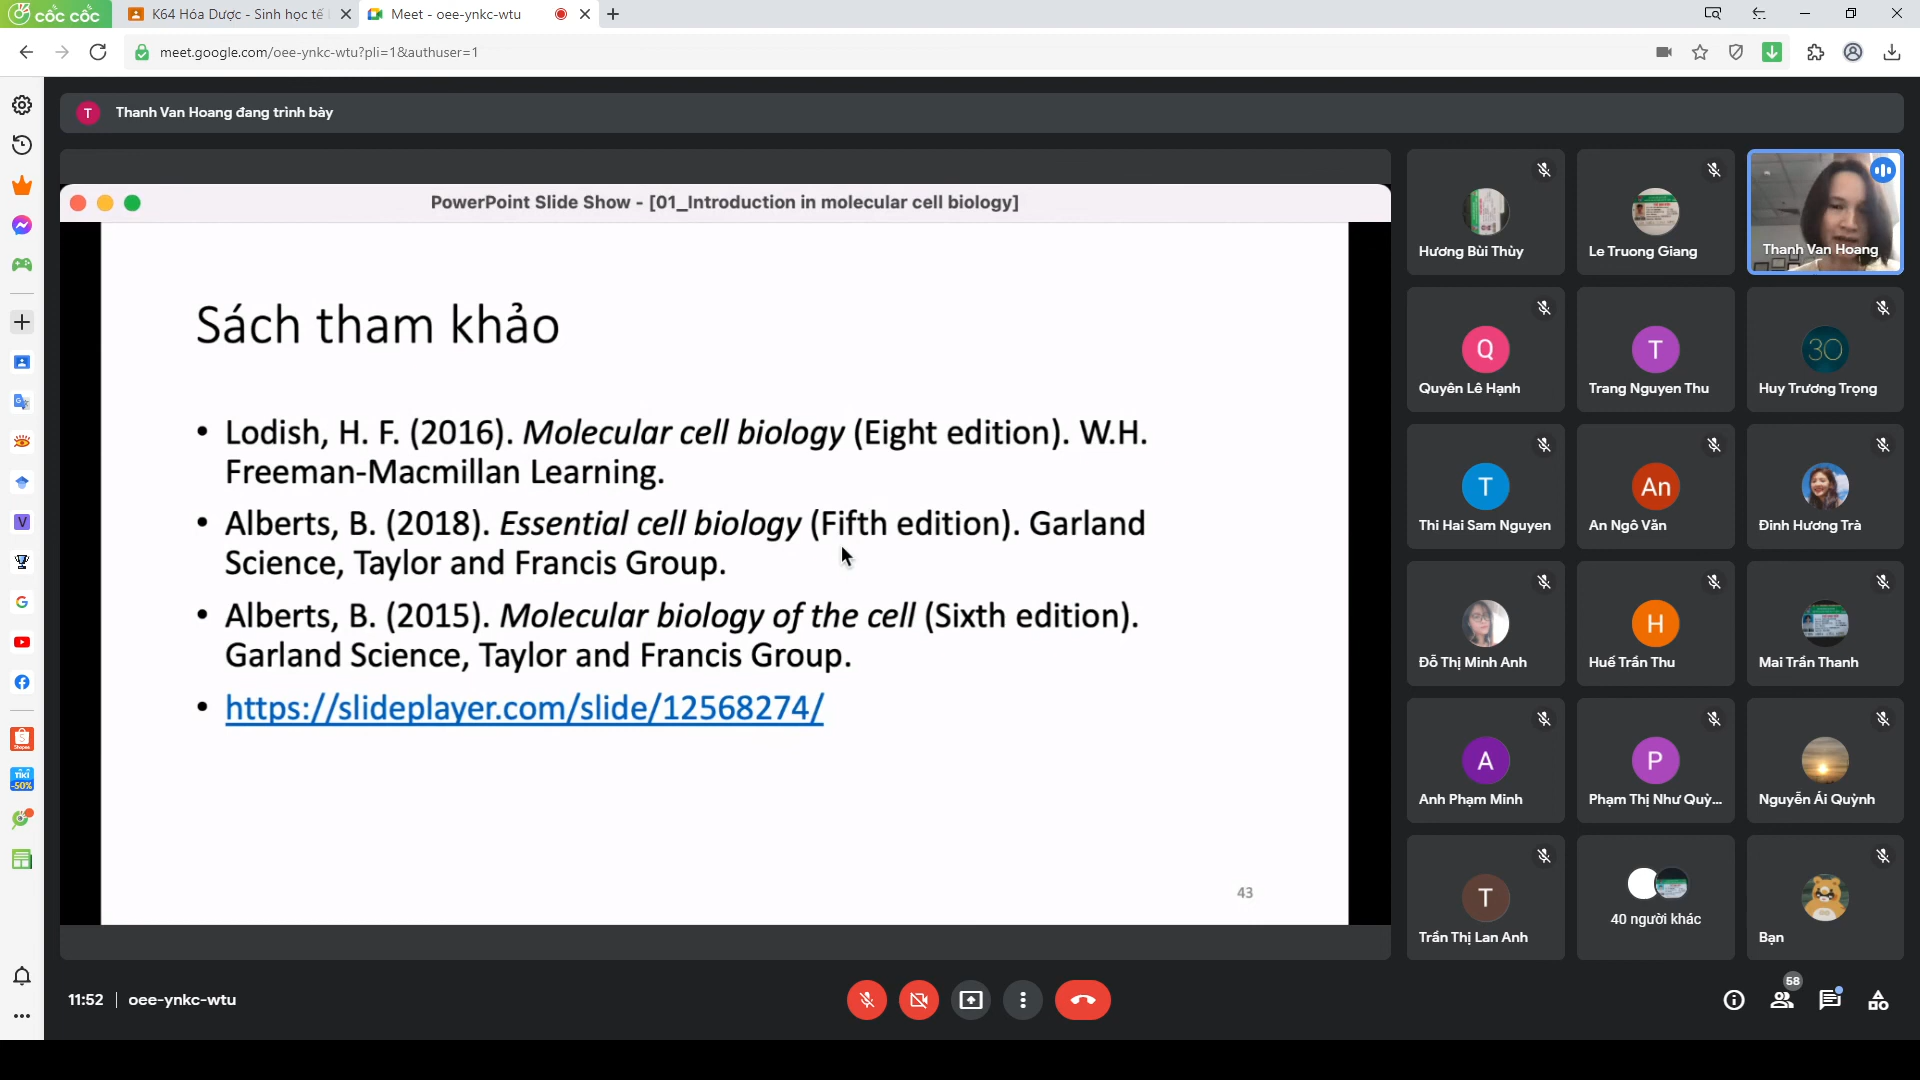 cốc cốc
K64 Hóa Dược - Sinh học tế
Meet - oee-ynkc-wtu
meet.google.com/oee-ynkc-wtu?pli=1&authuser=1
T
Thanh Van Hoang đang trình bày
PowerPoint Slide Show - [01_Introduction in molecular cell biology]
Sách tham khảo
• Lodish, H. F. (2016). Molecular cell biology (Eight edition). W.H.
Freeman-Macmillan Learning.
• Alberts, B. (2018). Essential cell biology (Fifth edition). Garland
Science, Taylor and Francis Group.
• Alberts, B. (2015). Molecular biology of the cell (Sixth edition).
Garland Science, Taylor and Francis Group.
• https://slideplayer.com/slide/12568274/
43
Hương Bùi Thùy
Le Truong Giang
Thanh Van Hoang
Q
Quyên Lê Hạnh
T
Trang Nguyen Thu
30
Huy Trương Trọng
T
Thi Hai Sam Nguyen
An
An Ngô Văn
Đinh Hương Trà
Đỗ Thị Minh Anh
H
Huế Trần Thu
Mai Trần Thanh
A
Anh Phạm Minh
P
Phạm Thị Như Quỳ...
Nguyễn Ái Quỳnh
T
Trần Thị Lan Anh
40 người khác
Bạn
V
G
S
Shopee
TIKI
-50%
11:52 | oee-ynkc-wtu
58